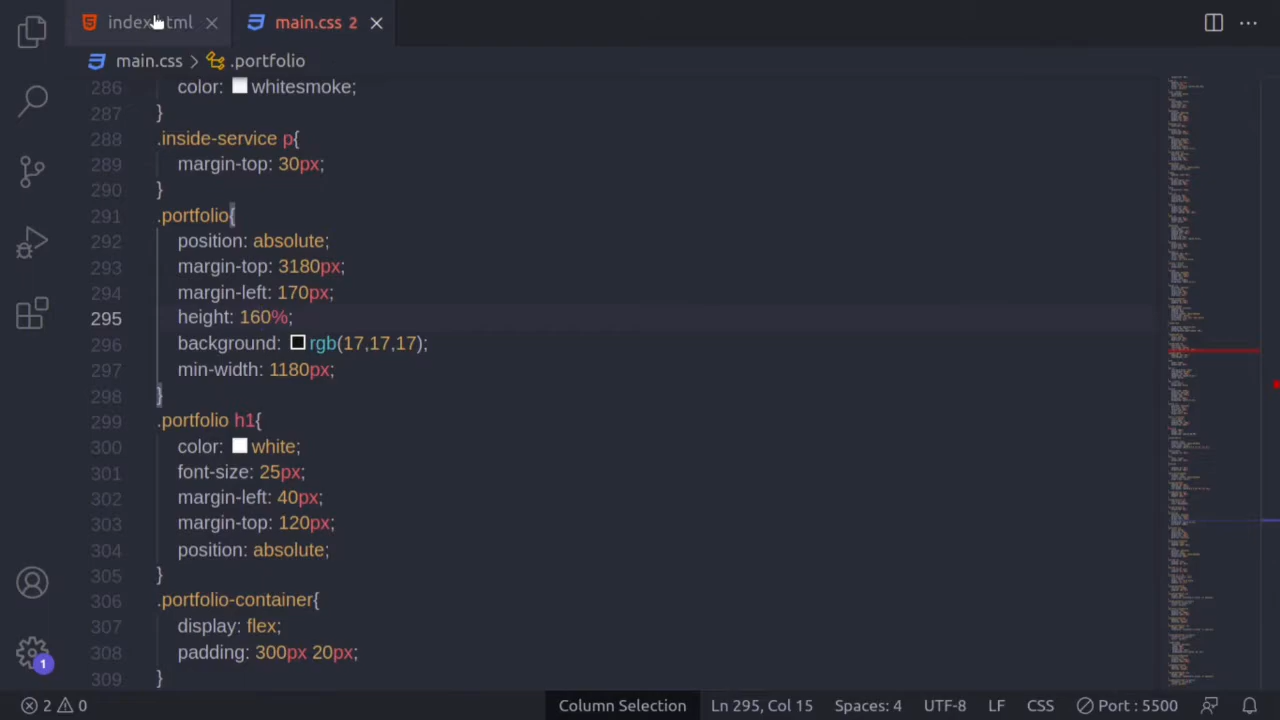 index.html
main.css 2
main.css > .portfolio
286 color: whitesmoke;
287 }
288 .inside-service p{
289 margin-top: 30px;
290 }
291 .portfolio{
292 position: absolute;
293 margin-top: 3180px;
294 margin-left: 170px;
295 height: 160%;
296 background: rgb(17,17,17);
297 min-width: 1180px;
298 }
299 .portfolio h1{
300 color: white;
301 font-size: 25px;
302 margin-left: 40px;
303 margin-top: 120px;
304 position: absolute;
305 }
306 .portfolio-container{
307 display: flex;
308 padding: 300px 20px;
309 }
1
2 0 Column Selection Ln 295, Col 15 Spaces: 4 UTF-8 LF CSS Port : 5500